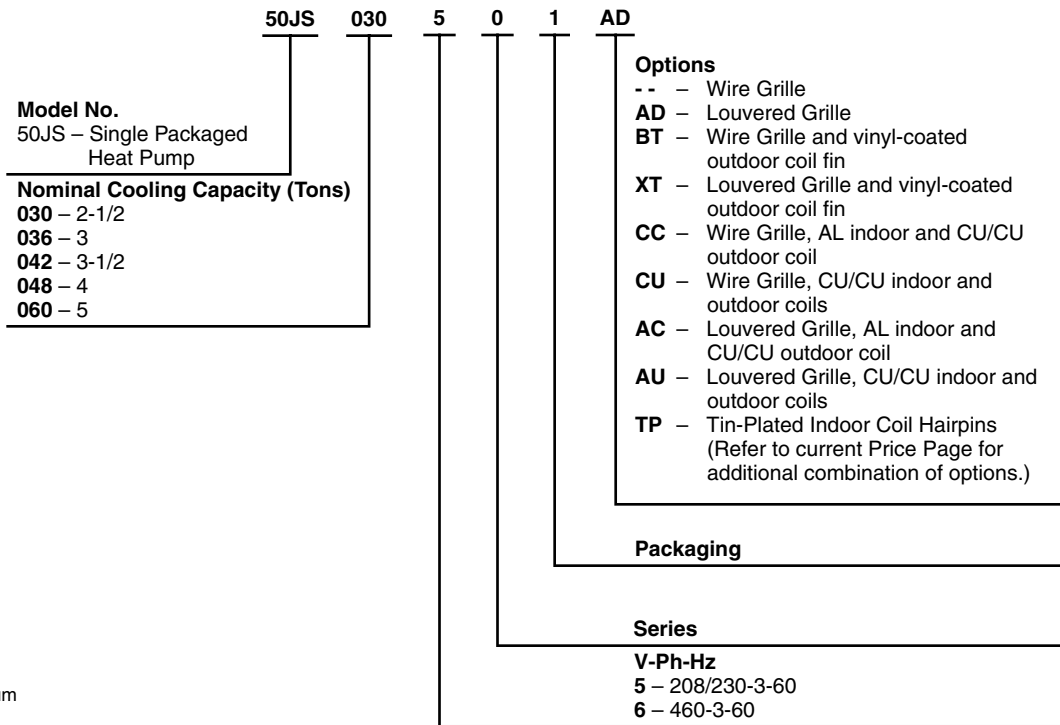 50JS 030 5 0 1 AD
Model No.
50JS – Single Packaged
Heat Pump
Nominal Cooling Capacity (Tons)
030 – 2-1/2
036 – 3
042 – 3-1/2
048 – 4
060 – 5
Options
- - – Wire Grille
AD – Louvered Grille
BT – Wire Grille and vinyl-coated
outdoor coil fin
XT – Louvered Grille and vinyl-coated
outdoor coil fin
CC – Wire Grille, AL indoor and CU/CU
outdoor coil
CU – Wire Grille, CU/CU indoor and
outdoor coils
AC – Louvered Grille, AL indoor and
CU/CU outdoor coil
AU – Louvered Grille, CU/CU indoor and
outdoor coils
TP – Tin-Plated Indoor Coil Hairpins
(Refer to current Price Page for
additional combination of options.)
Packaging
Series
V-Ph-Hz
5 – 208/230-3-60
6 – 460-3-60